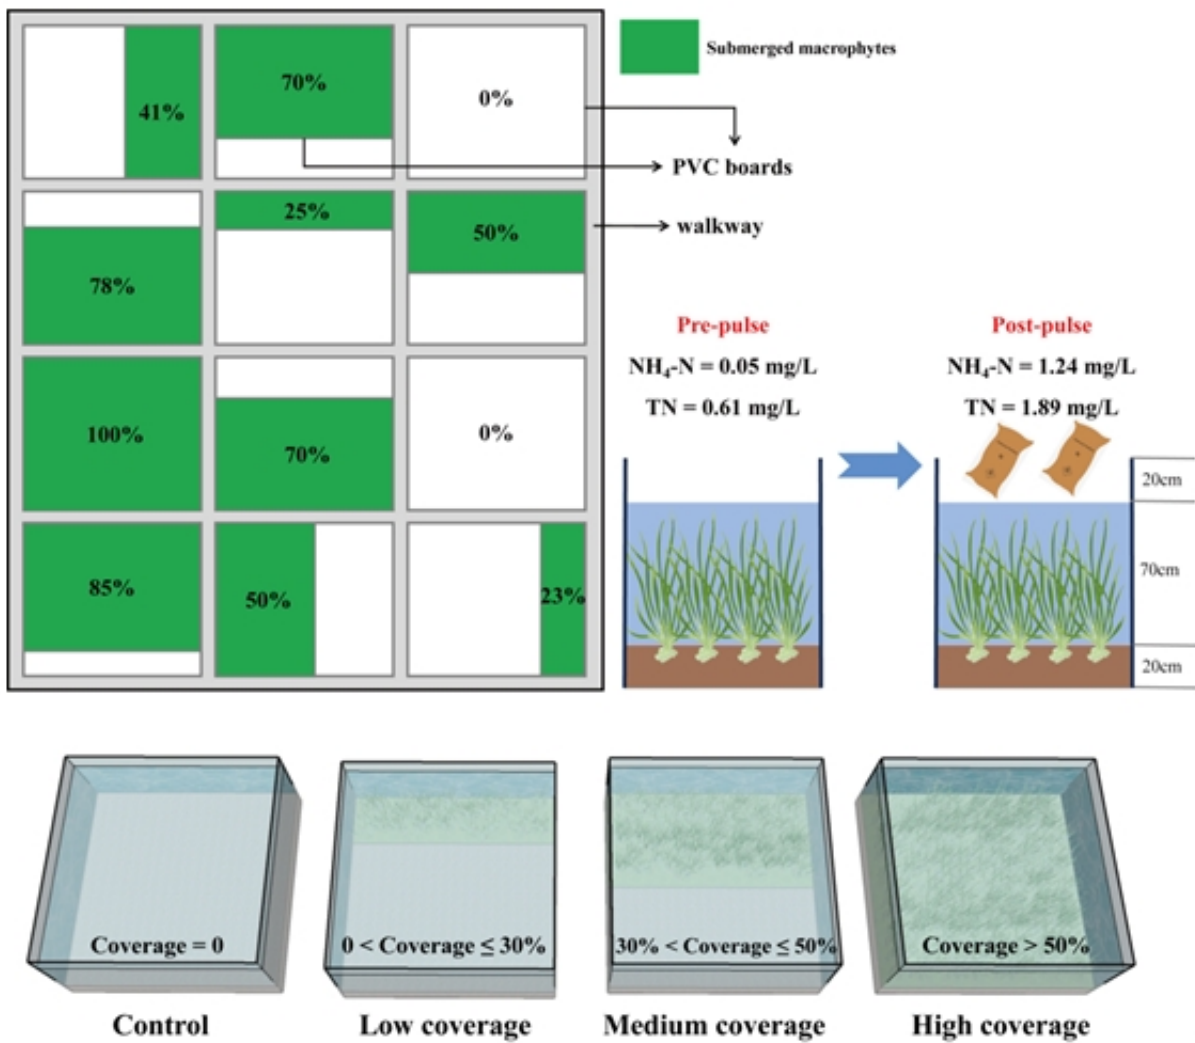 Submerged macrophytes
41%
70%
0%
PVC boards
25%
50%
walkway
78%
100%
70%
0%
85%
50%
23%
Pre-pulse
NH₄-N = 0.05 mg/L
TN = 0.61 mg/L
Post-pulse
NH₄-N = 1.24 mg/L
TN = 1.89 mg/L
20cm
70cm
20cm
Coverage = 0
0 < Coverage ≤ 30%
30% < Coverage ≤ 50%
Coverage > 50%
Control
Low coverage
Medium coverage
High coverage